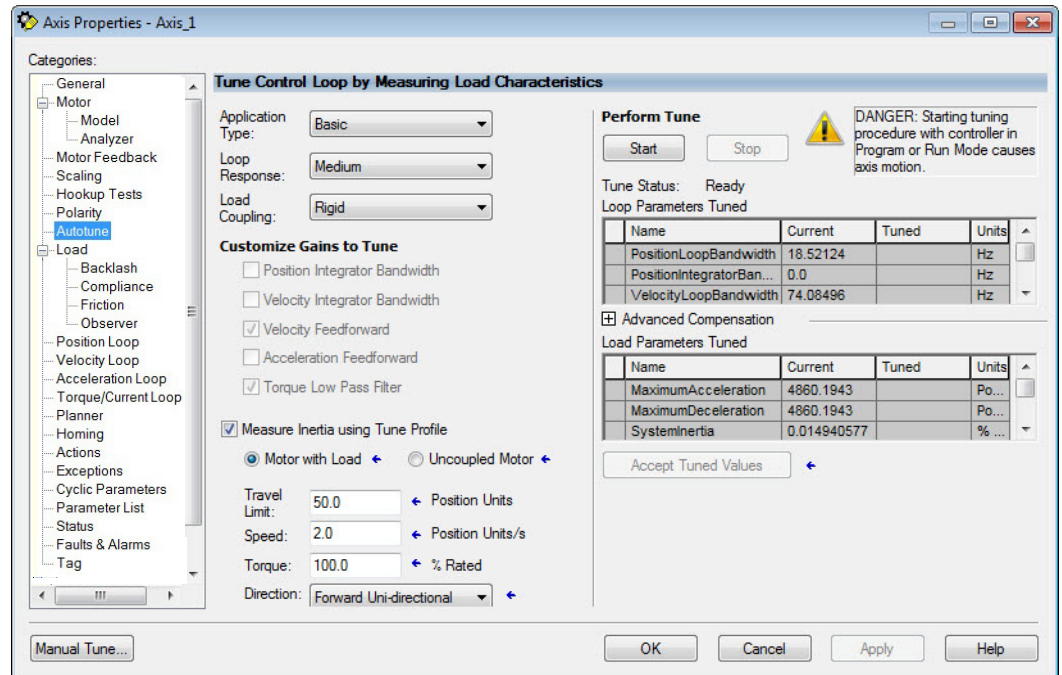 Axis Properties - Axis_1
Categories:
General
Motor
Model
Analyzer
Motor Feedback
Scaling
Hookup Tests
Polarity
Autotune
Load
Backlash
Compliance
Friction
Observer
Position Loop
Velocity Loop
Acceleration Loop
Torque/Current Loop
Planner
Homing
Actions
Exceptions
Cyclic Parameters
Parameter List
Status
Faults & Alarms
Tag
Tune Control Loop by Measuring Load Characteristics
Application
Type:
Basic
Loop
Response:
Medium
Load
Coupling:
Rigid
Customize Gains to Tune
Position Integrator Bandwidth
Velocity Integrator Bandwidth
Velocity Feedforward
Acceleration Feedforward
Torque Low Pass Filter
Measure Inertia using Tune Profile
Motor with Load
Uncoupled Motor
Travel
Limit:
50.0
Position Units
Speed:
2.0
Position Units/s
Torque:
100.0
% Rated
Direction:
Forward Uni-directional
Perform Tune
Start
Stop
DANGER: Starting tuning
procedure with controller in
Program or Run Mode causes
axis motion.
Tune Status: Ready
Loop Parameters Tuned
Name Current Tuned Units
PositionLoopBandwidth 18.52124 Hz
PositionIntegratorBan... 0.0 Hz
VelocityLoopBandwidth 74.08496 Hz
Advanced Compensation
Load Parameters Tuned
Name Current Tuned Units
MaximumAcceleration 4860.1943 Po...
MaximumDeceleration 4860.1943 Po...
SystemInertia 0.014940577 % ...
Accept Tuned Values
Manual Tune...
OK
Cancel
Apply
Help